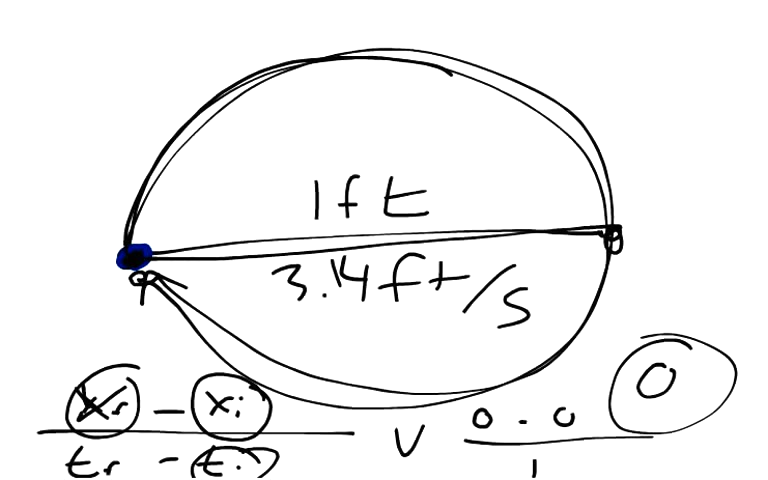 1ft
3.14ft/s
xf - xi
tf - ti
v
0 - 0
1
0